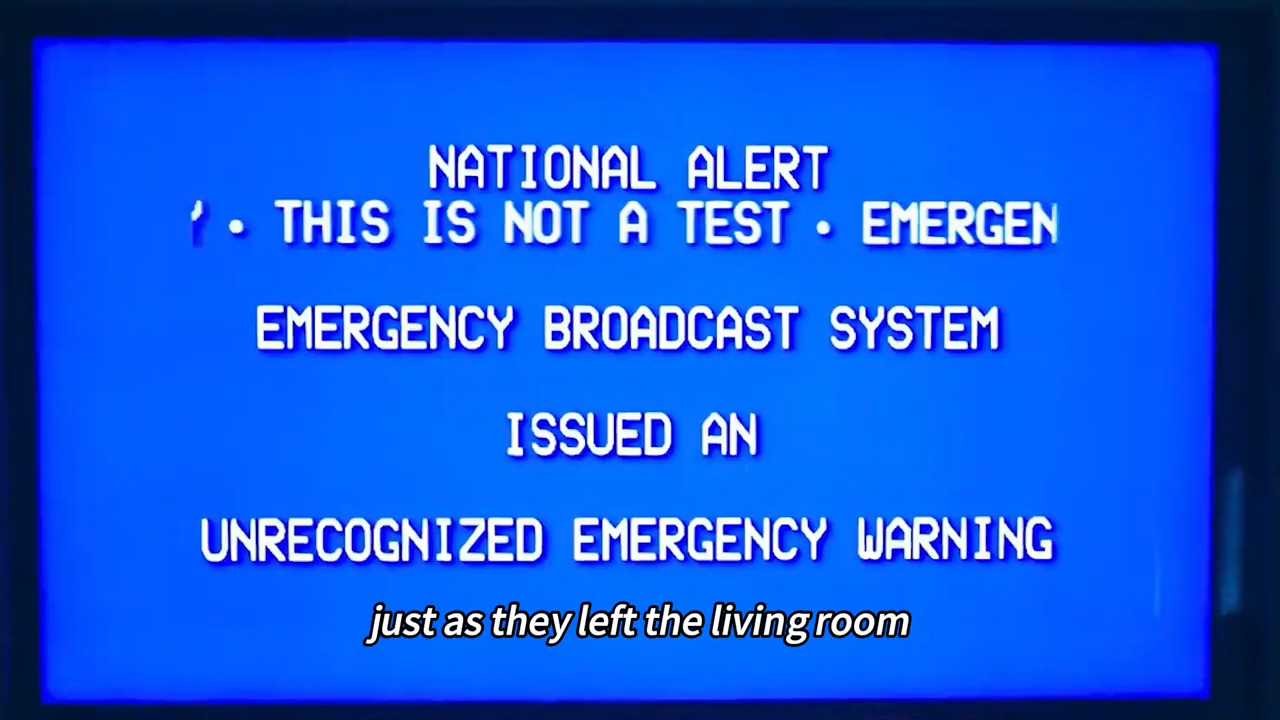 NATIONAL ALERT
• THIS IS NOT A TEST • EMERGEN
EMERGENCY BROADCAST SYSTEM
ISSUED AN
UNRECOGNIZED EMERGENCY WARNING
just as they left the living room